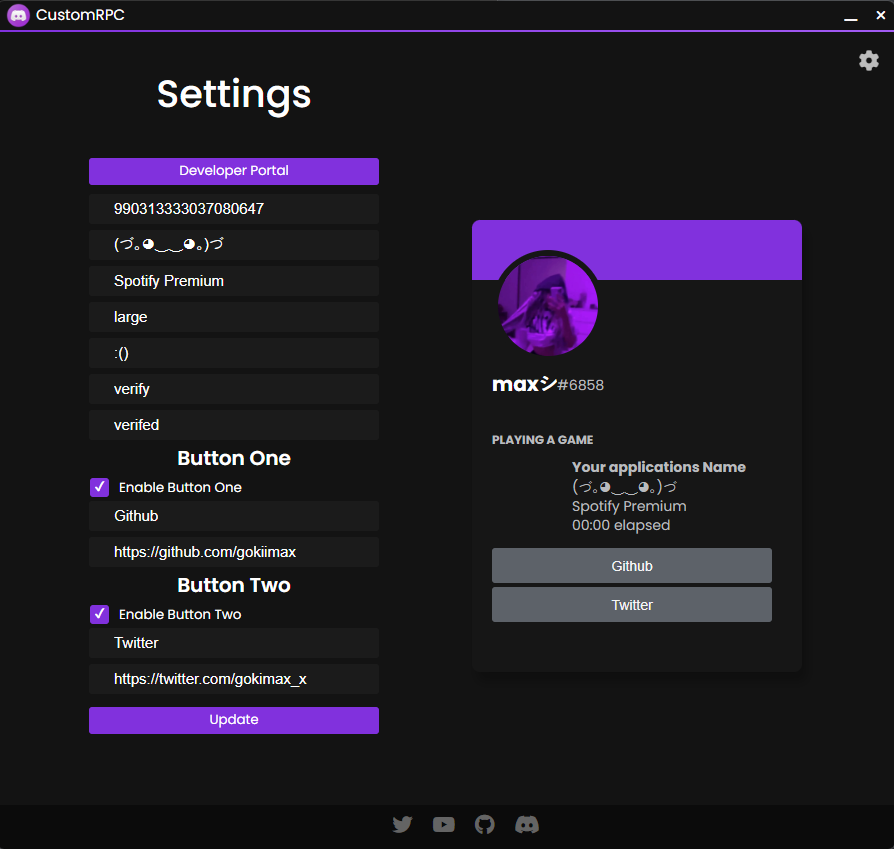 CustomRPC
Settings
Developer Portal
990313333037080647
(づ｡◕‿‿◕｡)づ
Spotify Premium
large
:()
verify
verifed
Button One
Enable Button One
Github
https://github.com/gokiimax
Button Two
Enable Button Two
Twitter
https://twitter.com/gokimax_x
Update
maxシ#6858
PLAYING A GAME
Your applications Name
(づ｡◕‿‿◕｡)づ
Spotify Premium
00:00 elapsed
Github
Twitter